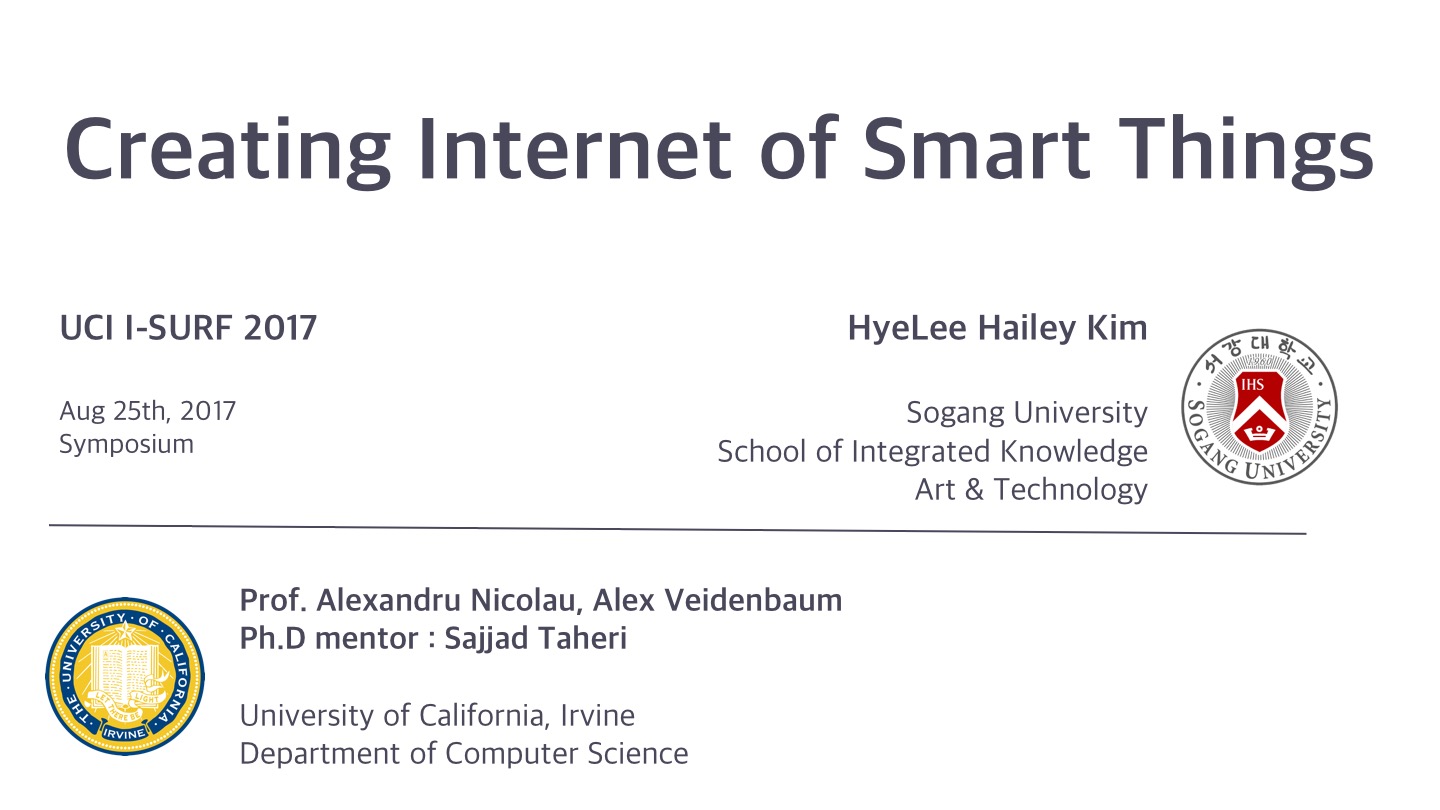 Creating Internet of Smart Things
UCI I-SURF 2017
Aug 25th, 2017
Symposium
HyeLee Hailey Kim
Sogang University
School of Integrated Knowledge
Art & Technology
서강대학교
1960
IHS
SOGANG UNIVERSITY
Prof. Alexandru Nicolau, Alex Veidenbaum
Ph.D mentor : Sajjad Taheri
University of California, Irvine
Department of Computer Science
THE · UNIVERSITY · OF · CALIFORNIA
LET THERE BE LIGHT
IRVINE